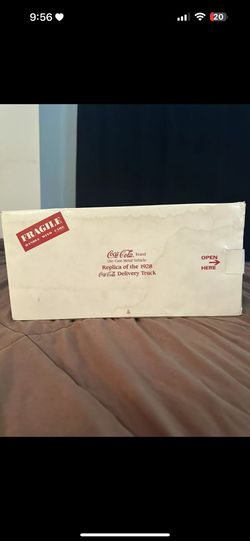 9:56
20
FRAGILE
HANDLE WITH CARE
Coca-Cola Brand
Die Cast Metal Vehicle
Replica of the 1928
Coca-Cola Delivery Truck
OPEN
HERE